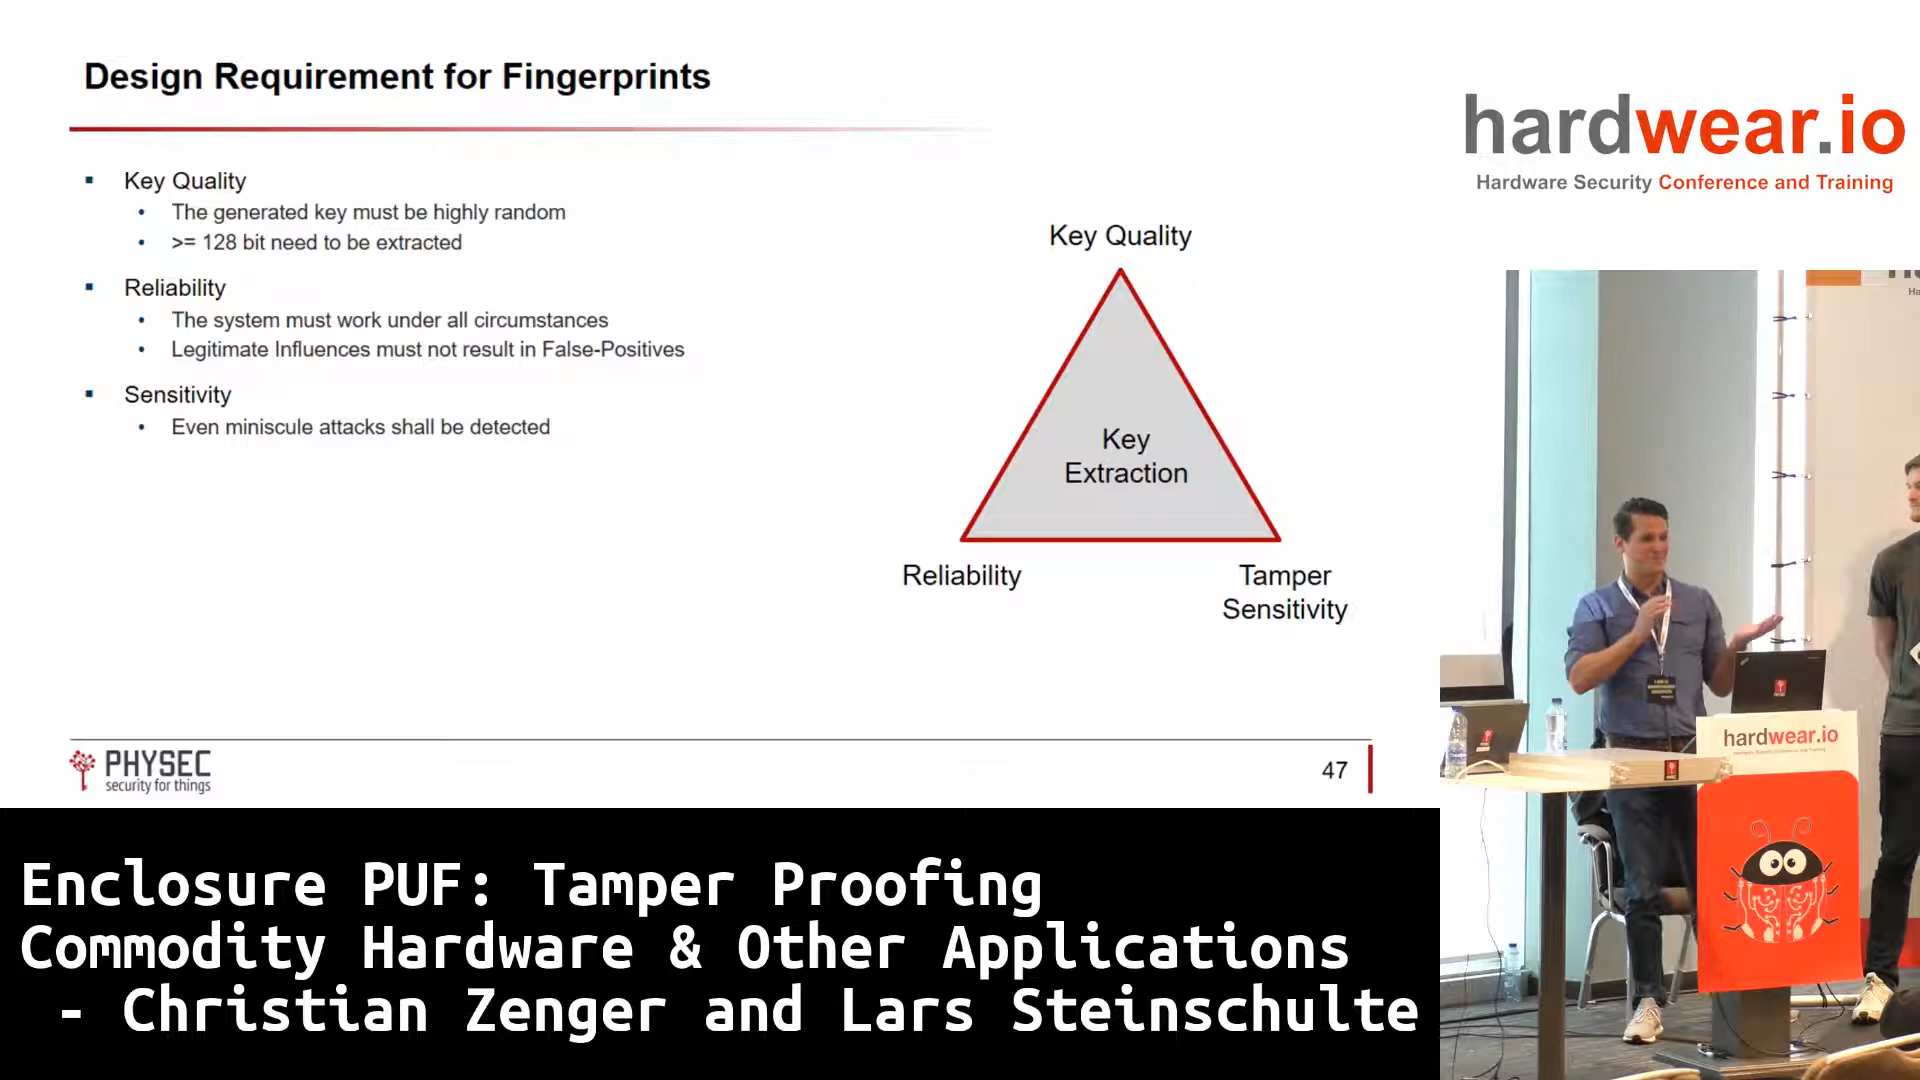 Design Requirement for Fingerprints
Key Quality
The generated key must be highly random
>= 128 bit need to be extracted
Reliability
The system must work under all circumstances
Legitimate Influences must not result in False-Positives
Sensitivity
Even miniscule attacks shall be detected
Key Quality
Key
Extraction
Reliability
Tamper
Sensitivity
PHYSEC
security for things
47
hardwear.io
Hardware Security Conference and Training
Ha
hardwear.io
Enclosure PUF: Tamper Proofing
Commodity Hardware & Other Applications
- Christian Zenger and Lars Steinschulte